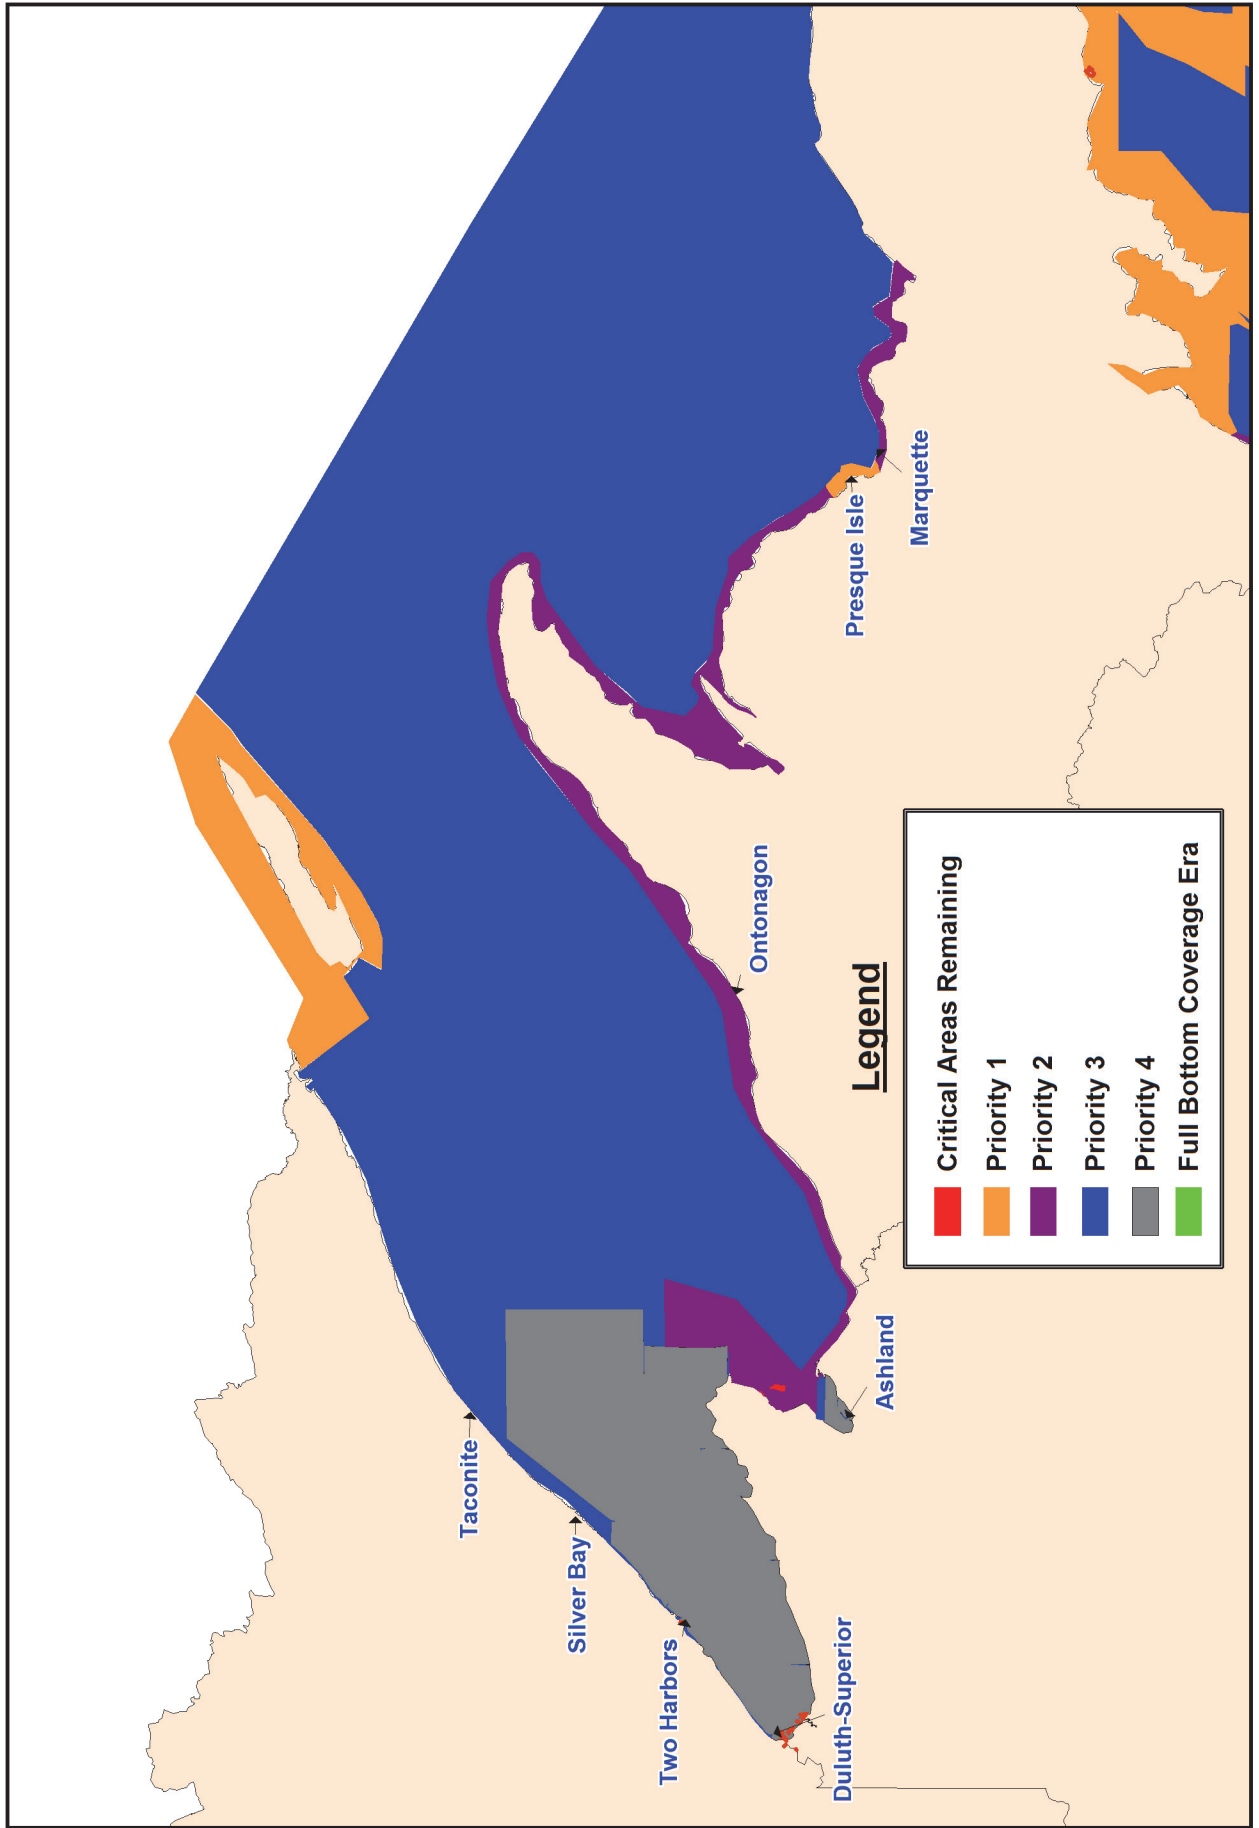 Taconite
Silver Bay
Two Harbors
Duluth-Superior
Ashland
Ontonagon
Presque Isle
Marquette
Legend
Critical Areas Remaining
Priority 1
Priority 2
Priority 3
Priority 4
Full Bottom Coverage Era